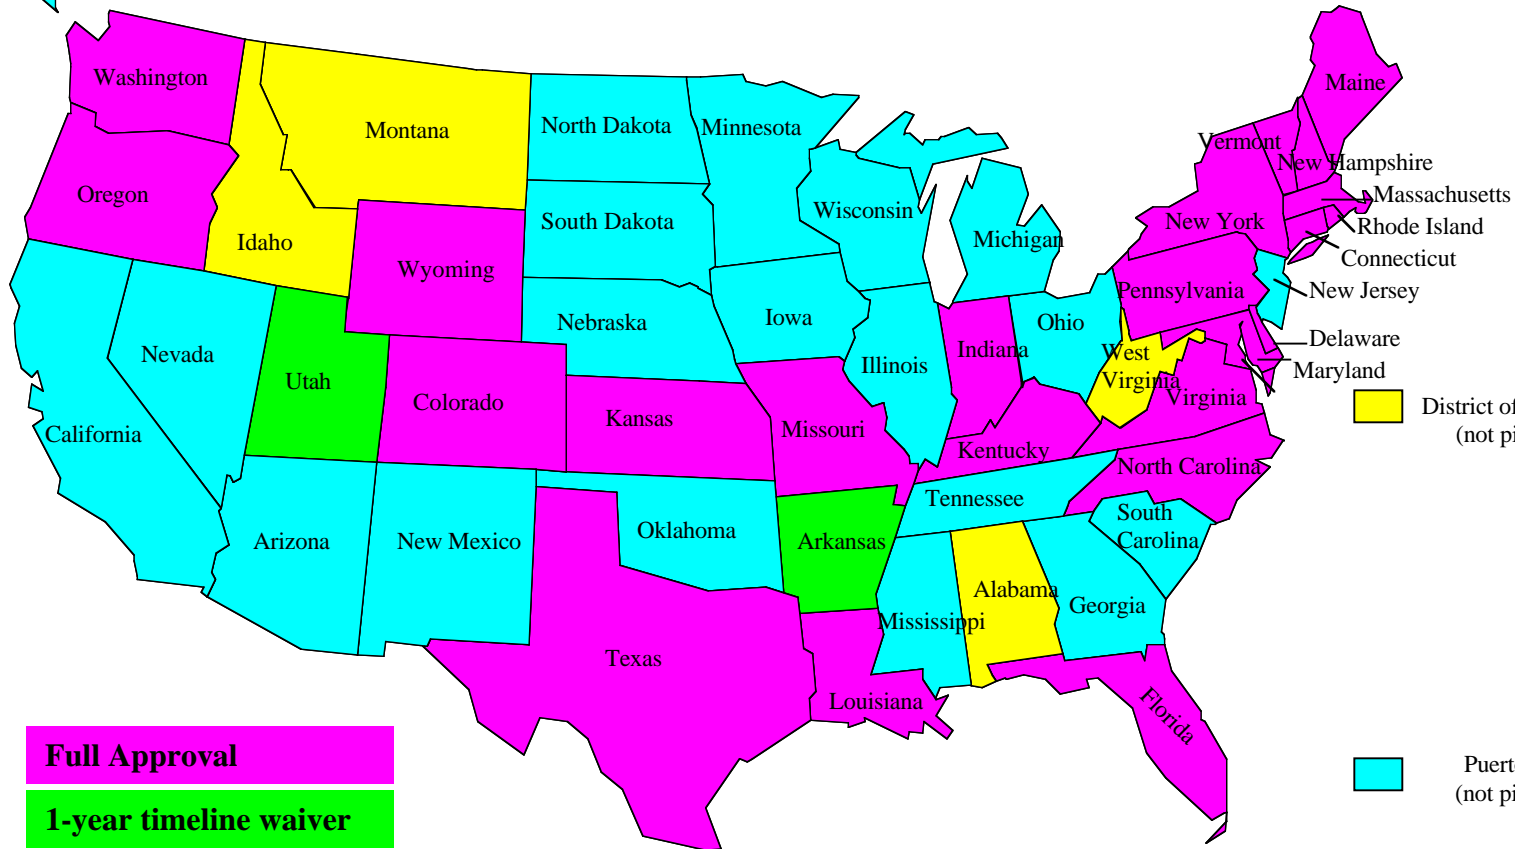 Washington
Montana
North Dakota
Minnesota
Maine
Vermont
New Hampshire
Oregon
Massachusetts
Wisconsin
South Dakota
New York
Rhode Island
Idaho
Michigan
Connecticut
Wyoming
Pennsylvania
New Jersey
Nebraska
Iowa
Ohio
Nevada
Delaware
Indiana
West
Virginia
Illinois
Maryland
Utah
Colorado
Virginia
District of
(not pi
Kansas
California
Missouri
Kentucky
North Carolina
Tennessee
South
Carolina
Oklahoma
Arizona
New Mexico
Arkansas
Alabama
Georgia
Mississippi
Texas
Louisiana
Florida
Full Approval
Puert
(not pi
1-year timeline waiver